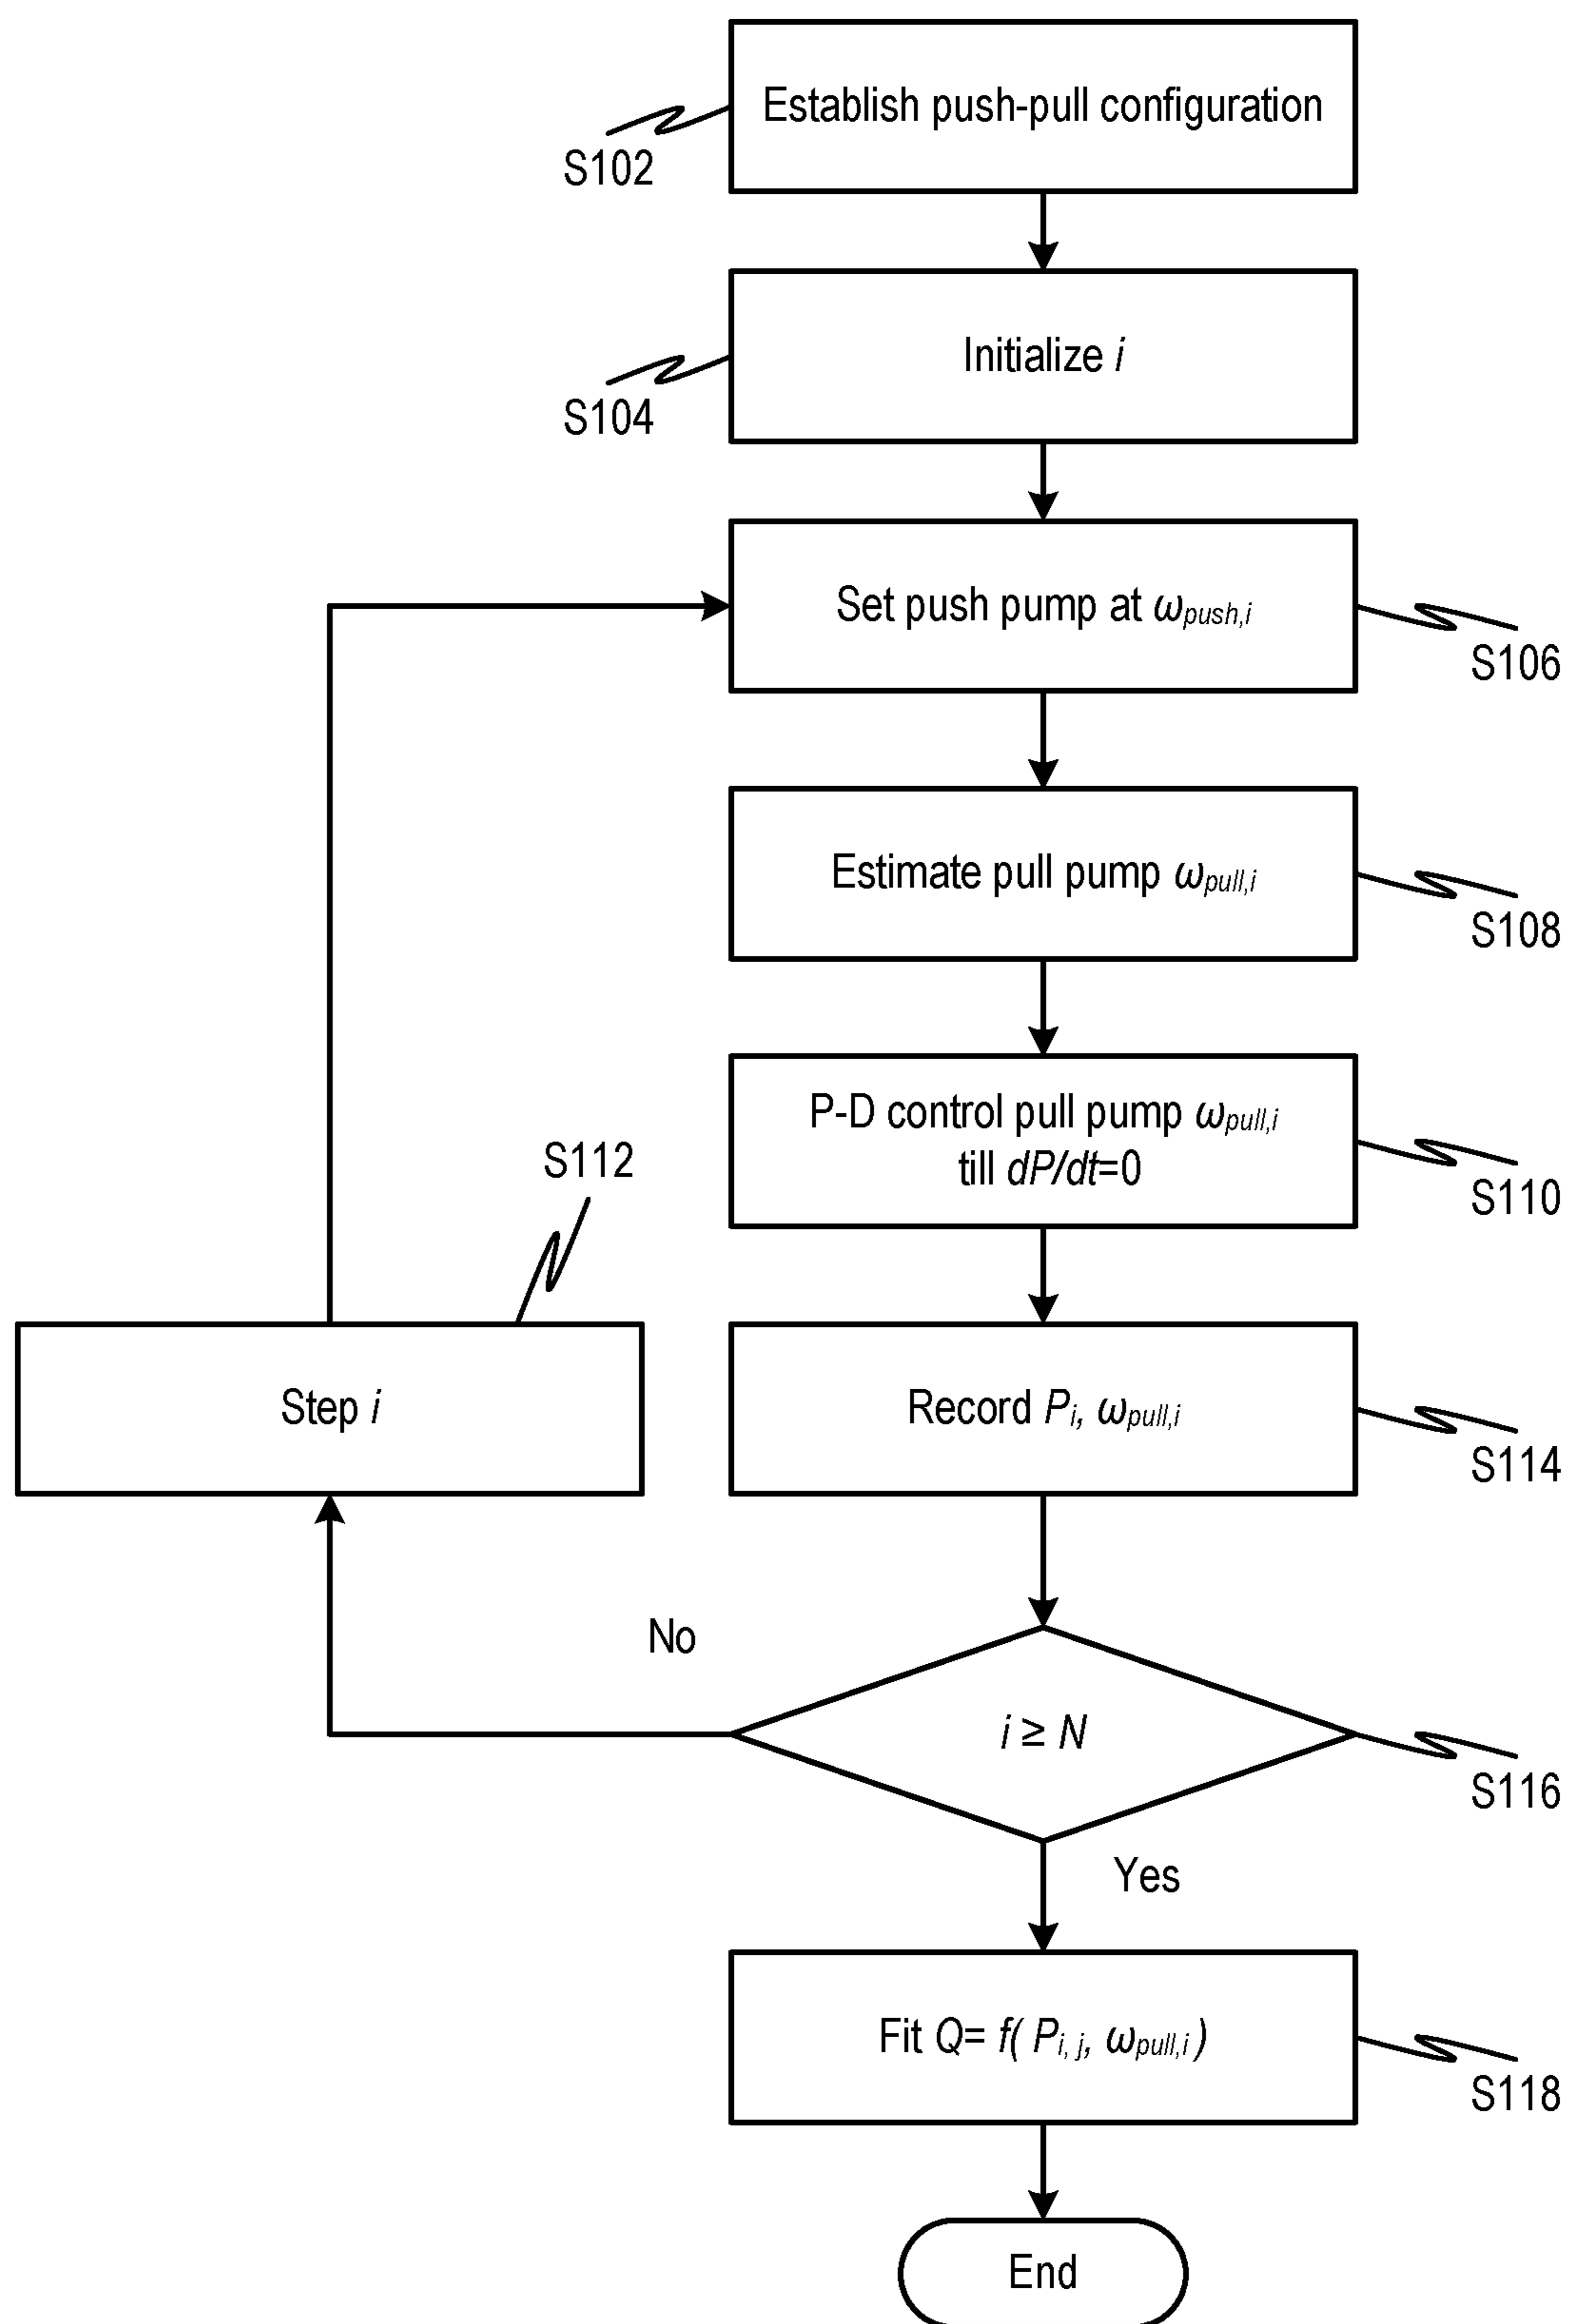 Establish push-pull configuration
S102
Initialize i
S104
Set push pump at ωpush,i
S106
Estimate pull pump ωpull,i
S108
P-D control pull pump ωpull,i
till dP/dt=0
S110
S112
Step i
Record Pi, ωpull,i
S114
No
i ≥ N
S116
Yes
Fit Q= f( Pi, j, ωpull,i )
S118
End